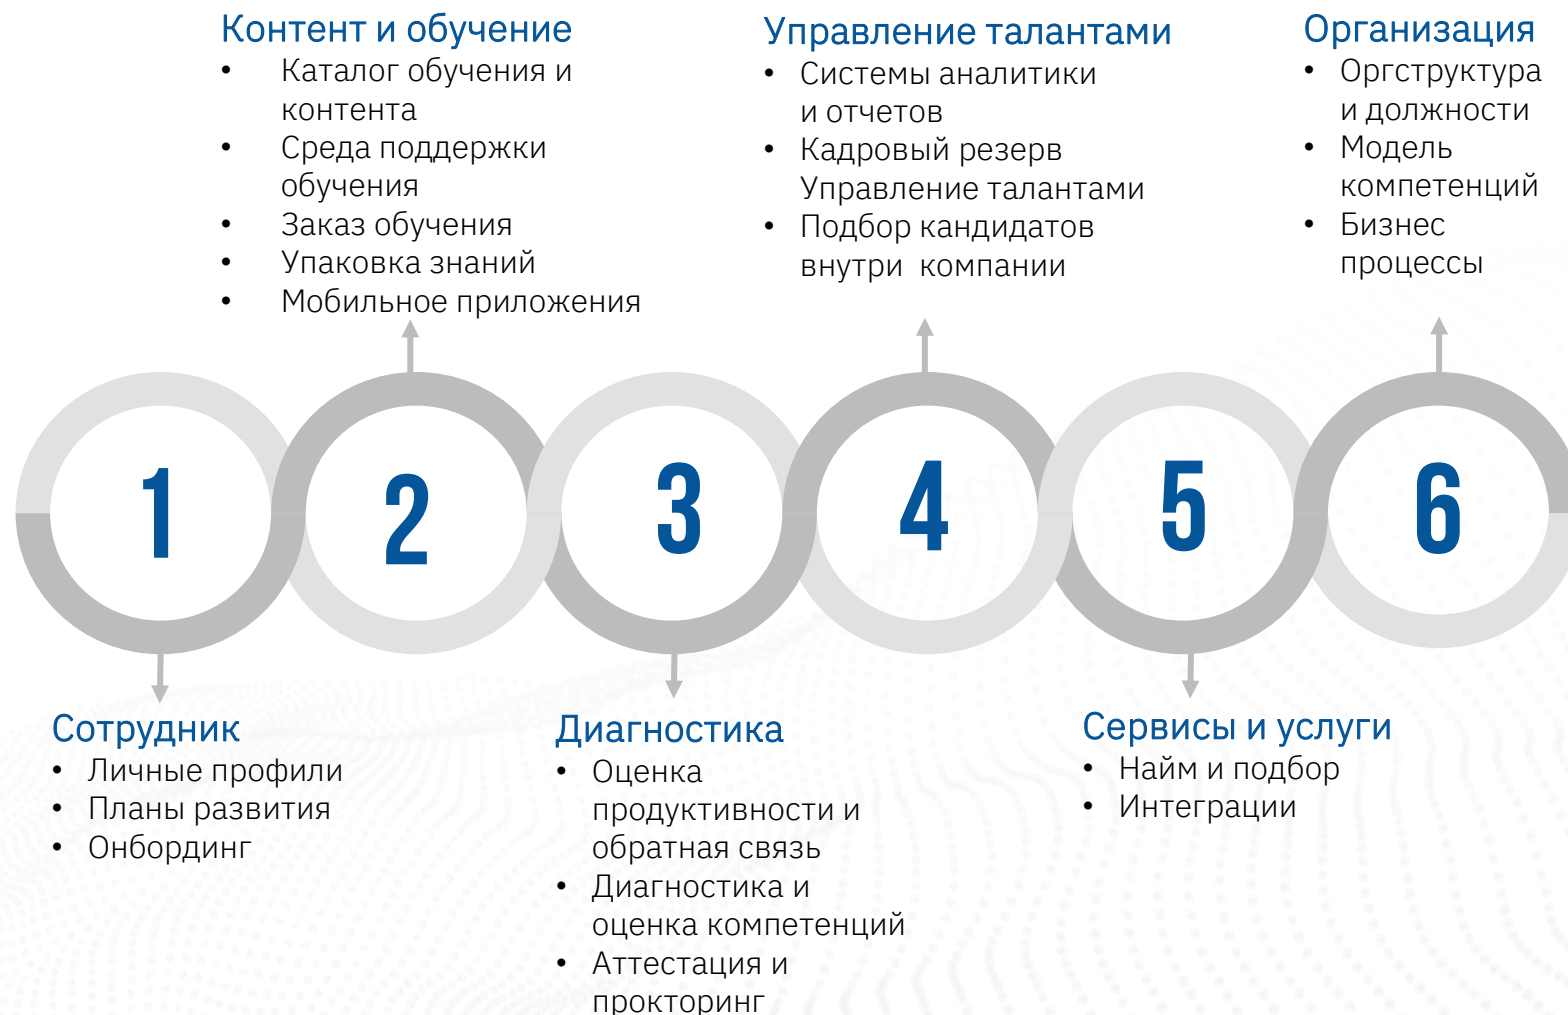 Контент и обучение
• Каталог обучения и
контента
• Среда поддержки
обучения
• Заказ обучения
• Упаковка знаний
• Мобильное приложения
Управление талантами
• Системы аналитики
и отчетов
• Кадровый резерв
Управление талантами
• Подбор кандидатов
внутри компании
Организация
• Оргструктура
и должности
• Модель
компетенций
• Бизнес
процессы
1
2
3
4
5
6
Сотрудник
• Личные профили
• Планы развития
• Онбординг
Диагностика
• Оценка
продуктивности и
обратная связь
• Диагностика и
оценка компетенций
• Аттестация и
прокторинг
Сервисы и услуги
• Найм и подбор
• Интеграции